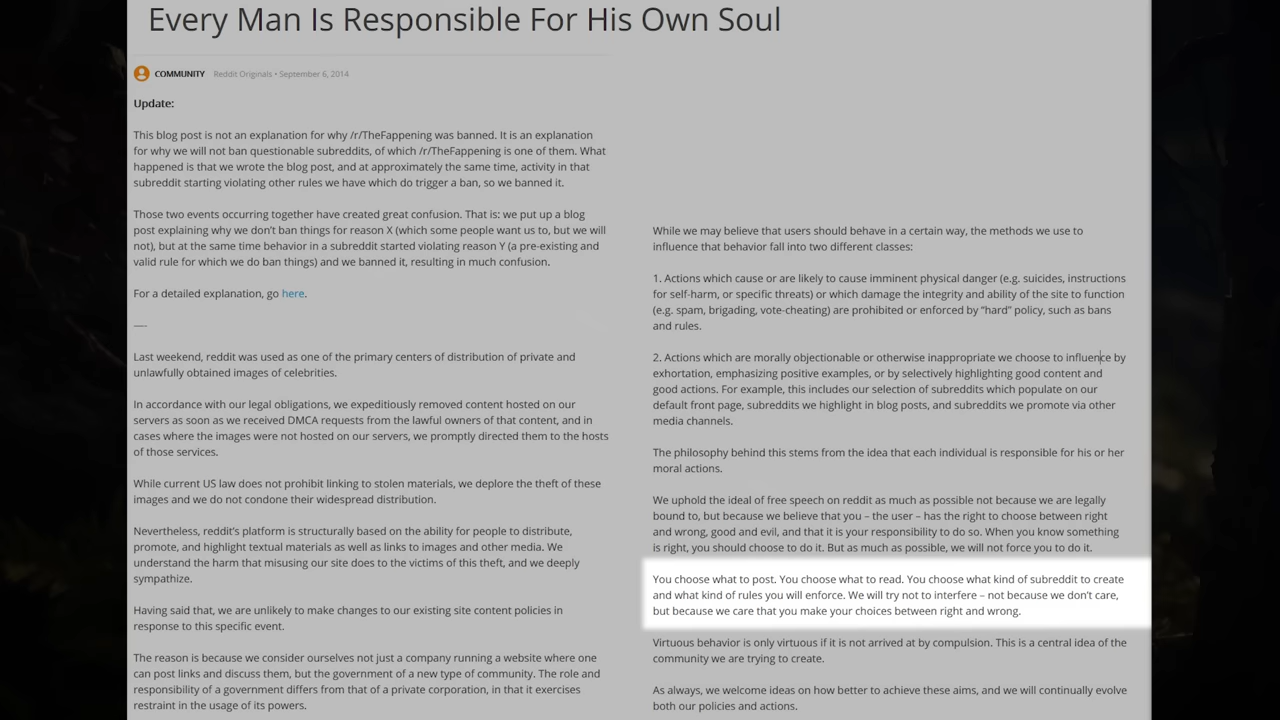 Every Man Is Responsible For His Own Soul
COMMUNITY Reddit Originals • September 6, 2014
Update:
This blog post is not an explanation for why /r/TheFappening was banned. It is an explanation
for why we will not ban questionable subreddits, of which /r/TheFappening is one of them. What
happened is that we wrote the blog post, and at approximately the same time, activity in that
subreddit starting violating other rules we have which do trigger a ban, so we banned it.
Those two events occurring together have created great confusion. That is: we put up a blog
post explaining why we don’t ban things for reason X (which some people want us to, but we will
not), but at the same time behavior in a subreddit started violating reason Y (a pre-existing and
valid rule for which we do ban things) and we banned it, resulting in much confusion.
For a detailed explanation, go here.
—-
Last weekend, reddit was used as one of the primary centers of distribution of private and
unlawfully obtained images of celebrities.
In accordance with our legal obligations, we expeditiously removed content hosted on our
servers as soon as we received DMCA requests from the lawful owners of that content, and in
cases where the images were not hosted on our servers, we promptly directed them to the hosts
of those services.
While current US law does not prohibit linking to stolen materials, we deplore the theft of these
images and we do not condone their widespread distribution.
Nevertheless, reddit’s platform is structurally based on the ability for people to distribute,
promote, and highlight textual materials as well as links to images and other media. We
understand the harm that misusing our site does to the victims of this theft, and we deeply
sympathize.
Having said that, we are unlikely to make changes to our existing site content policies in
response to this specific event.
The reason is because we consider ourselves not just a company running a website where one
can post links and discuss them, but the government of a new type of community. The role and
responsibility of a government differs from that of a private corporation, in that it exercises
restraint in the usage of its powers.
While we may believe that users should behave in a certain way, the methods we use to
influence that behavior fall into two different classes:
1. Actions which cause or are likely to cause imminent physical danger (e.g. suicides, instructions
for self-harm, or specific threats) or which damage the integrity and ability of the site to function
(e.g. spam, brigading, vote-cheating) are prohibited or enforced by “hard” policy, such as bans
and rules.
2. Actions which are morally objectionable or otherwise inappropriate we choose to influence by
exhortation, emphasizing positive examples, or by selectively highlighting good content and
good actions. For example, this includes our selection of subreddits which populate on our
default front page, subreddits we highlight in blog posts, and subreddits we promote via other
media channels.
The philosophy behind this stems from the idea that each individual is responsible for his or her
moral actions.
We uphold the ideal of free speech on reddit as much as possible not because we are legally
bound to, but because we believe that you – the user – has the right to choose between right
and wrong, good and evil, and that it is your responsibility to do so. When you know something
is right, you should choose to do it. But as much as possible, we will not force you to do it.
You choose what to post. You choose what to read. You choose what kind of subreddit to create
and what kind of rules you will enforce. We will try not to interfere – not because we don’t care,
but because we care that you make your choices between right and wrong.
Virtuous behavior is only virtuous if it is not arrived at by compulsion. This is a central idea of the
community we are trying to create.
As always, we welcome ideas on how better to achieve these aims, and we will continually evolve
both our policies and actions.